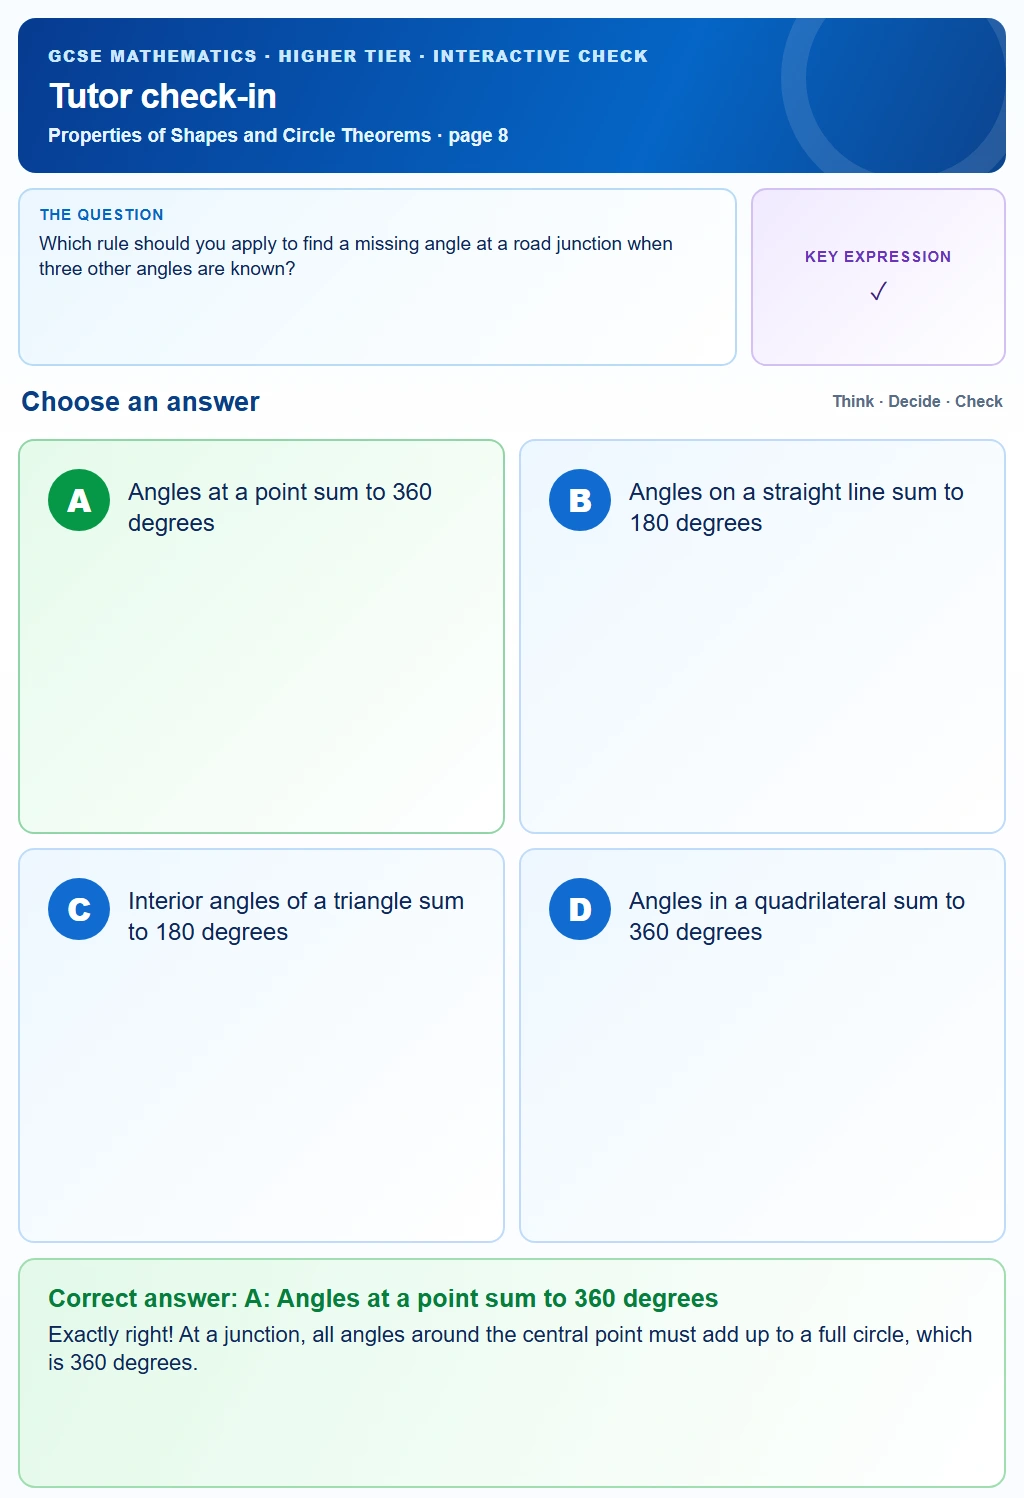 GCSE MATHEMATICS · HIGHER TIER · INTERACTIVE CHECK
Tutor check-in
Properties of Shapes and Circle Theorems · page 8
THE QUESTION
Which rule should you apply to find a missing angle at a road junction when
three other angles are known?
KEY EXPRESSION
✓
Choose an answer
Think · Decide · Check
A
Angles at a point sum to 360
degrees
B
Angles on a straight line sum to
180 degrees
C
Interior angles of a triangle sum
to 180 degrees
D
Angles in a quadrilateral sum to
360 degrees
Correct answer: A: Angles at a point sum to 360 degrees
Exactly right! At a junction, all angles around the central point must add up to a full circle, which
is 360 degrees.